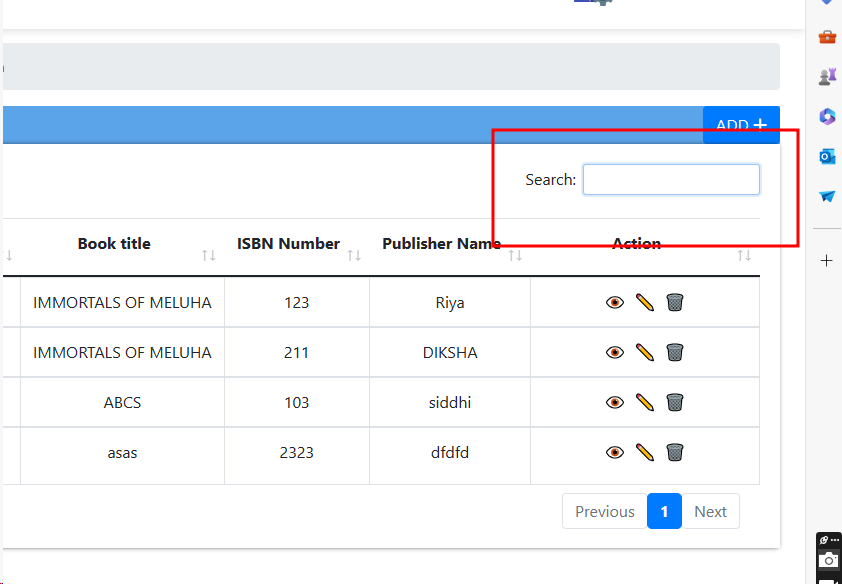 ADD +
Search:
Book title ISBN Number Publisher Name Action
IMMORTALS OF MELUHA 123 Riya
IMMORTALS OF MELUHA 211 DIKSHA
ABCS 103 siddhi
asas 2323 dfdfd
Previous 1 Next